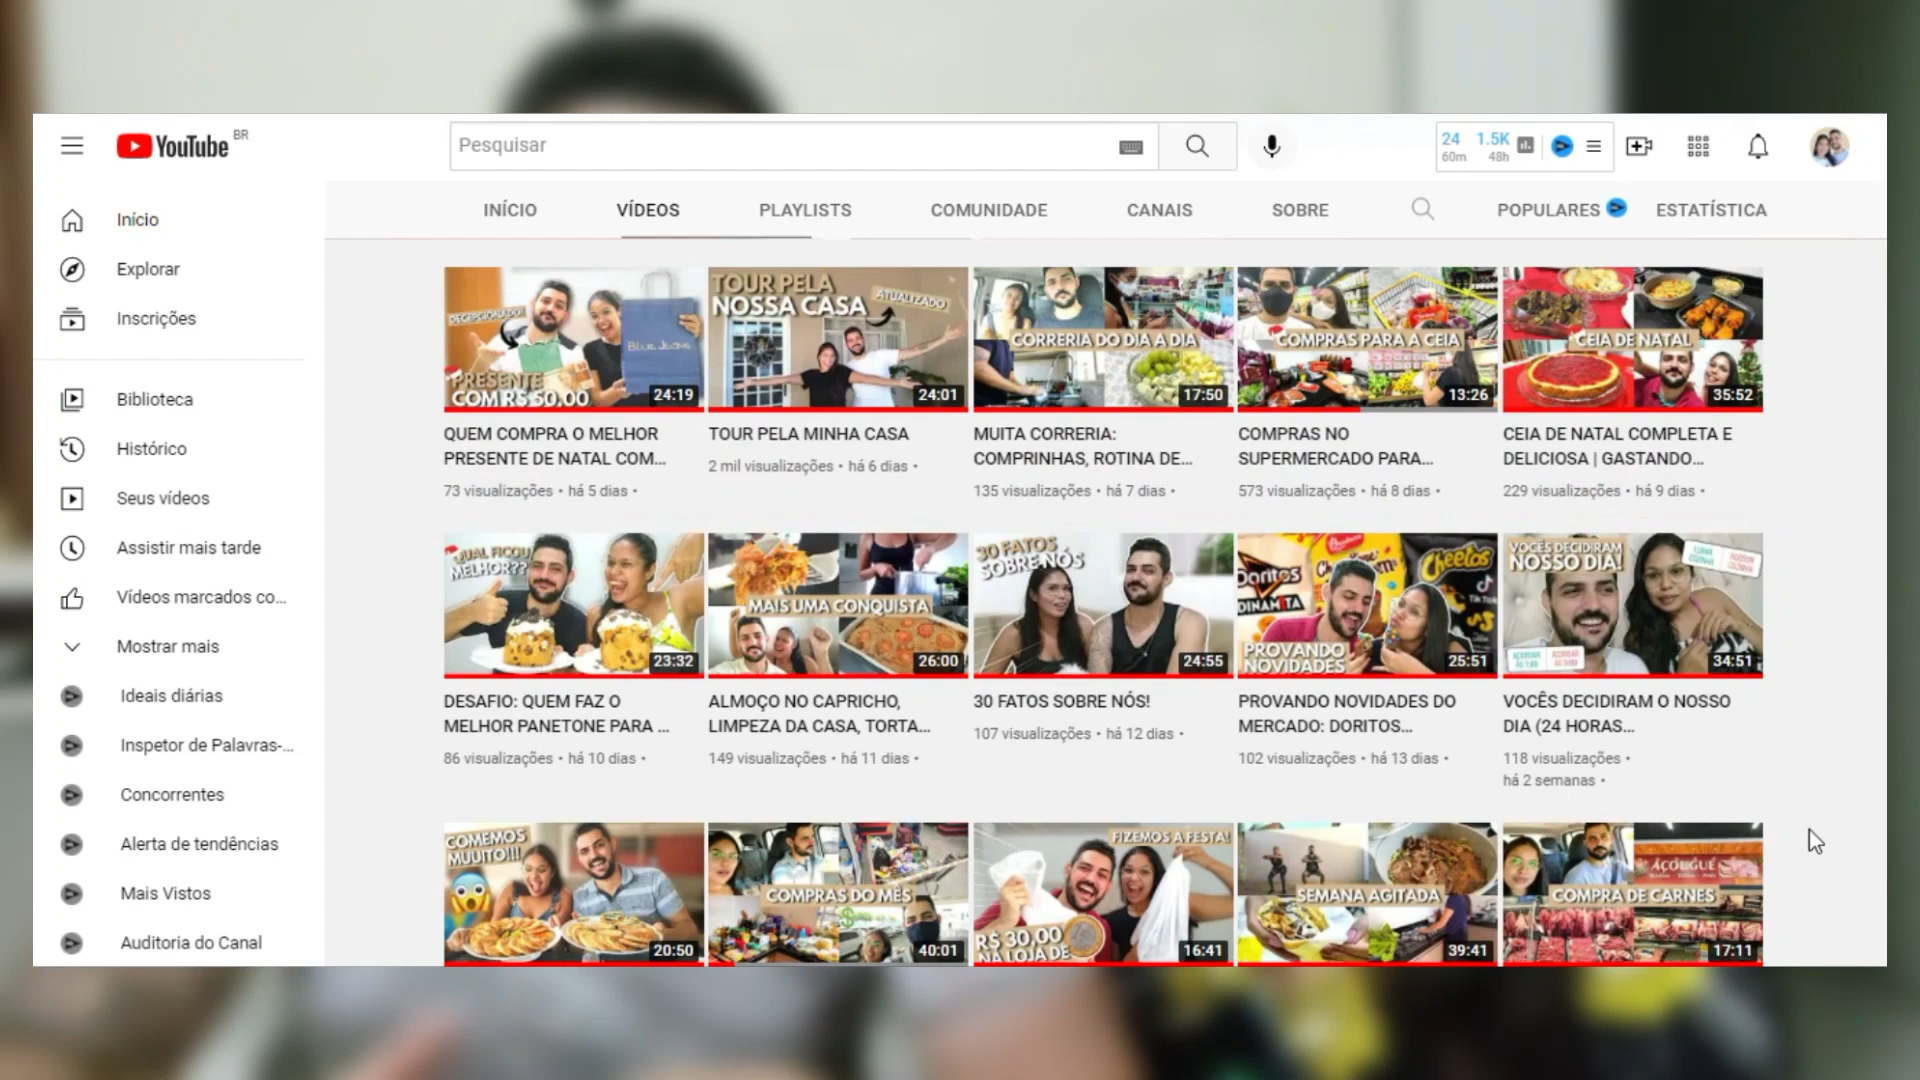 YouTube BR
Pesquisar
24 1.5K
60m 48h
Início
Explorar
Inscrições
Biblioteca
Histórico
Seus vídeos
Assistir mais tarde
Vídeos marcados co...
Mostrar mais
Ideais diárias
Inspetor de Palavras-...
Concorrentes
Alerta de tendências
Mais Vistos
Auditoria do Canal
INÍCIO VÍDEOS PLAYLISTS COMUNIDADE CANAIS SOBRE POPULARES ESTATÍSTICA
DECEPCIONADO!
BLUE JEANS
PRESENTE
COM R$ 50,00
24:19
QUEM COMPRA O MELHOR
PRESENTE DE NATAL COM...
73 visualizações • há 5 dias •
TOUR PELA
NOSSA CASA
ATUALIZADO
24:01
TOUR PELA MINHA CASA
2 mil visualizações • há 6 dias •
CORRERIA DO DIA A DIA
17:50
MUITA CORRERIA:
COMPRINHAS, ROTINA DE...
135 visualizações • há 7 dias •
COMPRAS PARA A CEIA
13:26
COMPRAS NO
SUPERMERCADO PARA...
573 visualizações • há 8 dias •
CEIA DE NATAL
35:52
CEIA DE NATAL COMPLETA E
DELICIOSA | GASTANDO...
229 visualizações • há 9 dias •
QUAL FICOU
MELHOR??
23:32
DESAFIO: QUEM FAZ O
MELHOR PANETONE PARA ...
86 visualizações • há 10 dias •
MAIS UMA CONQUISTA
26:00
ALMOÇO NO CAPRICHO,
LIMPEZA DA CASA, TORTA...
149 visualizações • há 11 dias •
30 FATOS
SOBRE NÓS
24:55
30 FATOS SOBRE NÓS!
107 visualizações • há 12 dias •
Doritos
DINAMITA
Cheetos
TikTok
PROVANDO
NOVIDADES
25:51
PROVANDO NOVIDADES DO
MERCADO: DORITOS...
102 visualizações • há 13 dias •
VOCÊS DECIDIRAM
NOSSO DIA!
34:51
VOCÊS DECIDIRAM O NOSSO
DIA (24 HORAS...
118 visualizações •
há 2 semanas •
COMEMOS
MUUITO!!!
20:50
COMPRAS DO MÊS
40:01
FIZEMOS A FESTA!
R$ 30,00
NA LOJA DE
16:41
SEMANA AGITADA
39:41
AÇOUGUE
COMPRA DE CARNES
17:11